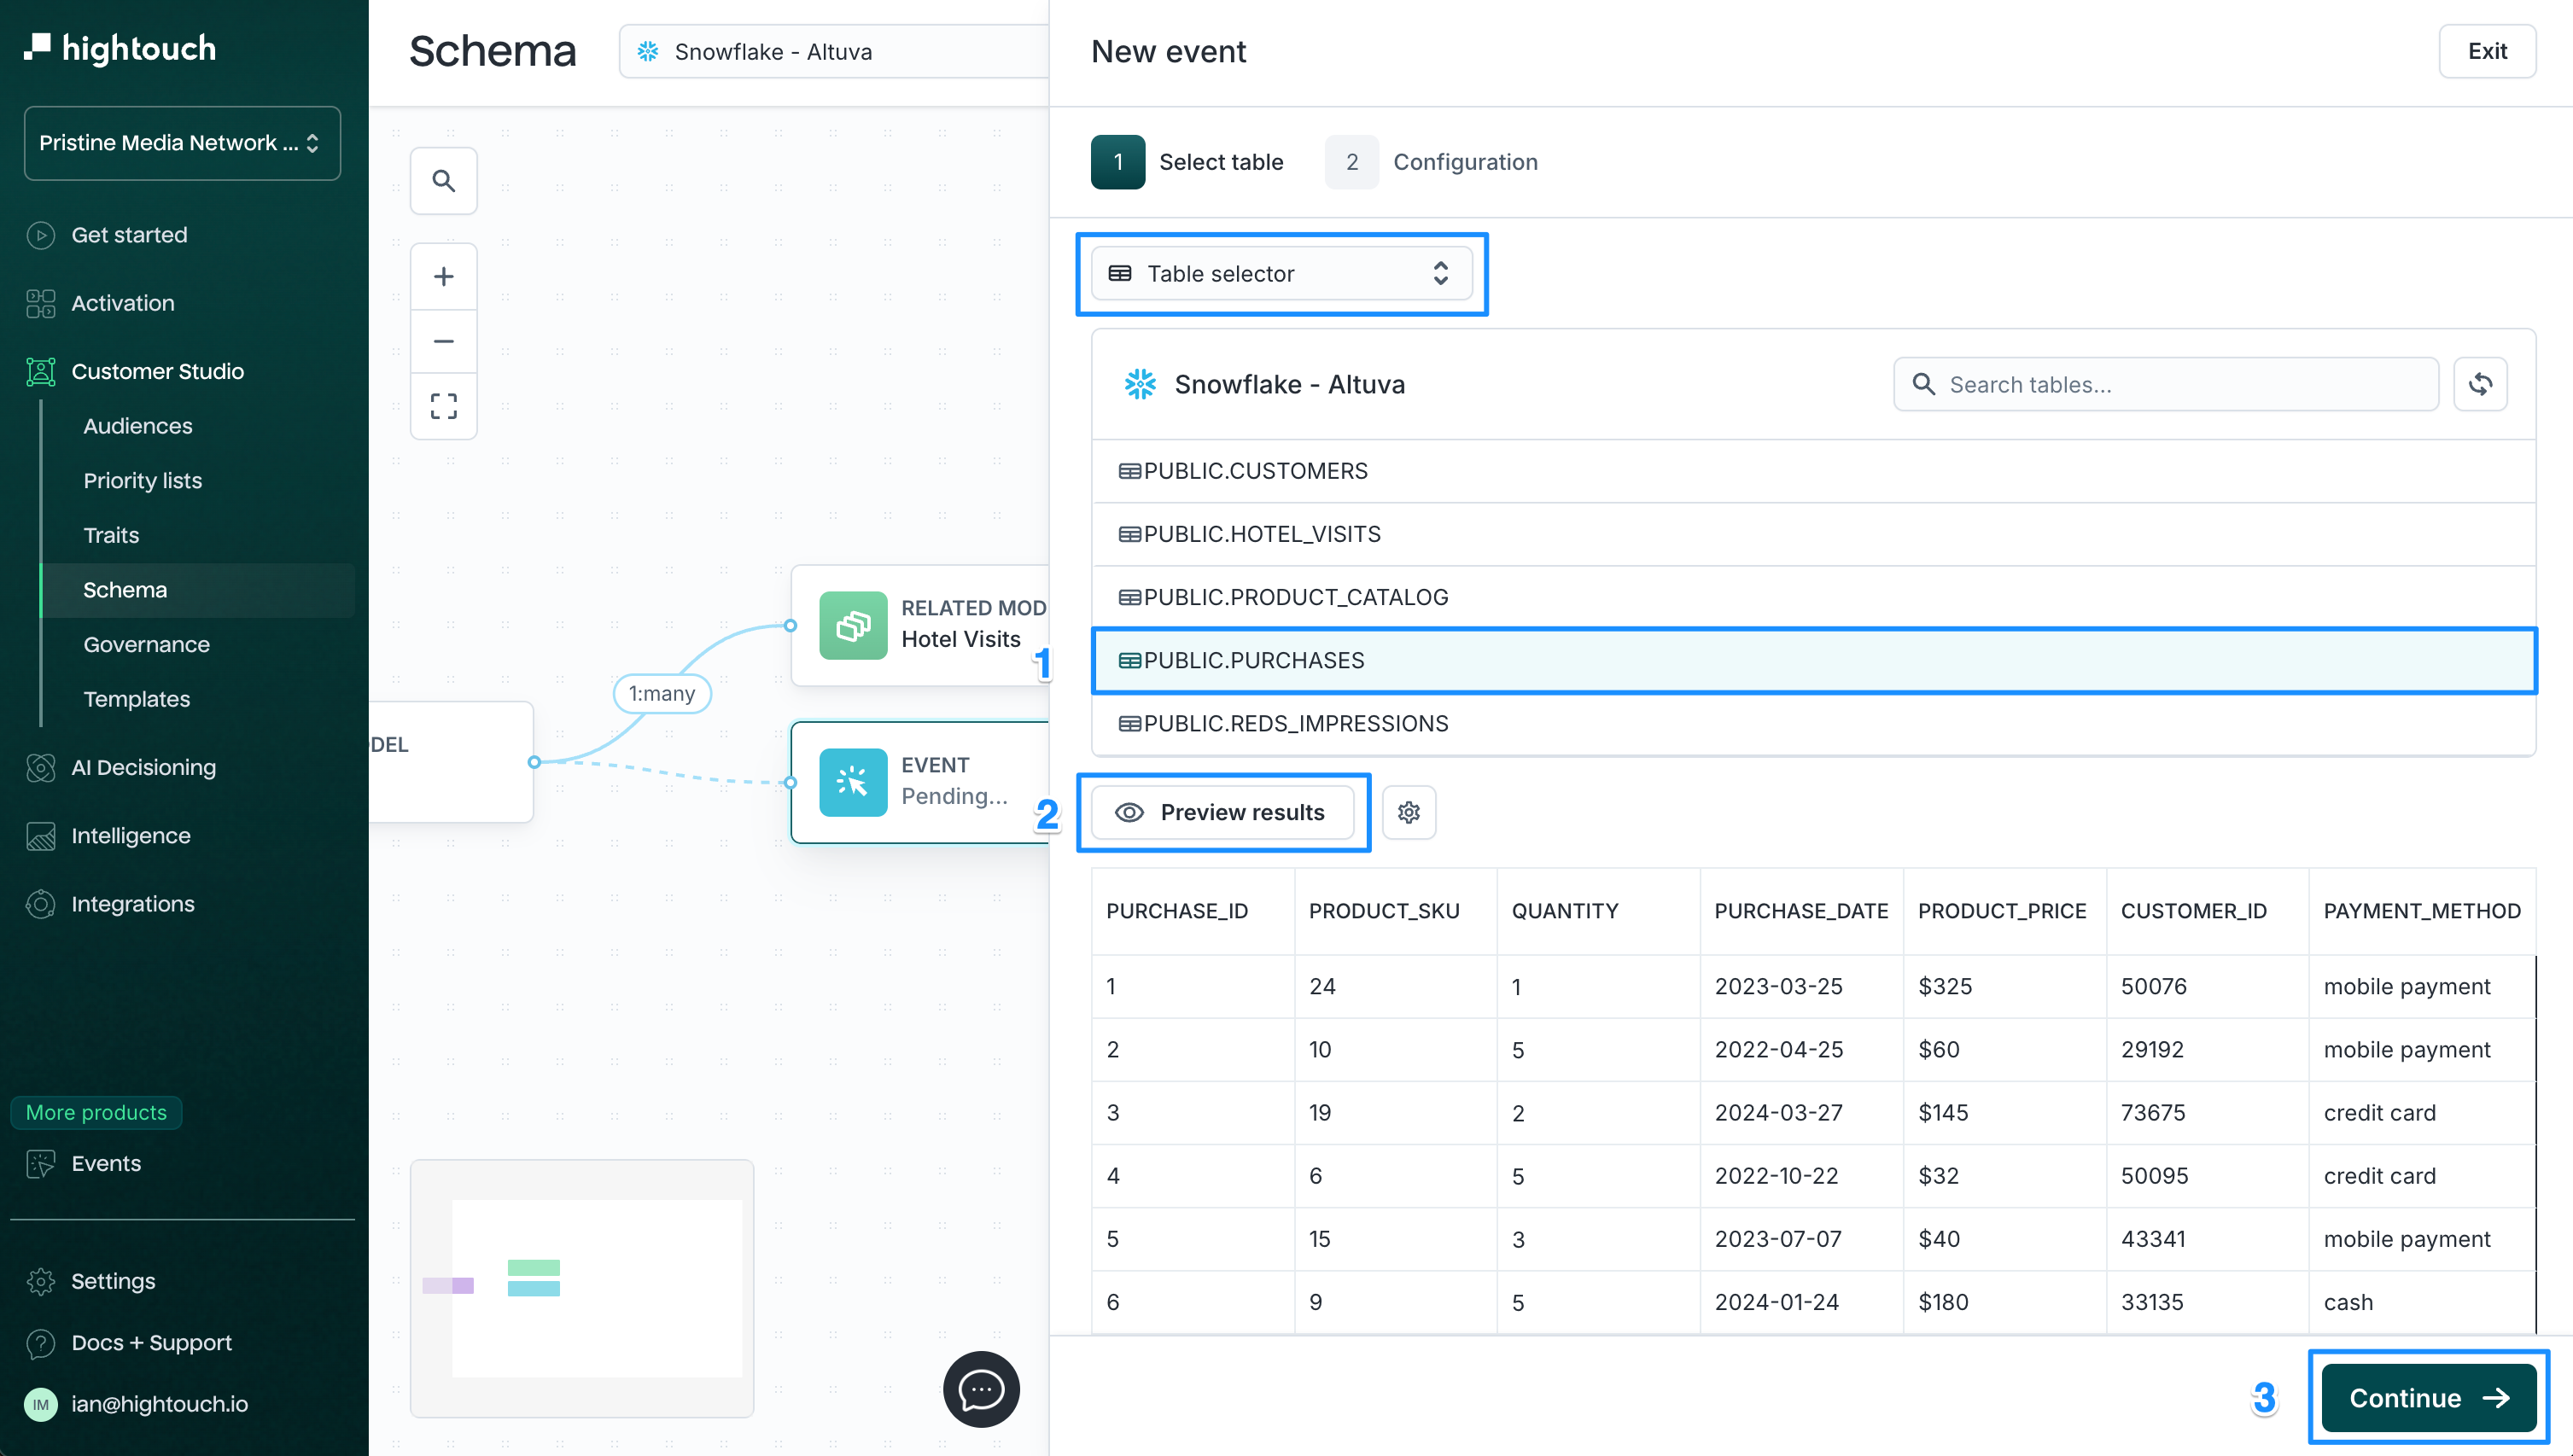 hightouch
Pristine Media Network ...
Get started
Activation
Customer Studio
Audiences
Priority lists
Traits
Schema
Governance
Templates
AI Decisioning
Intelligence
Integrations
More products
Events
Settings
Docs + Support
IM ian@hightouch.io
Schema
Snowflake - Altuva
1:many
DEL
RELATED MOD
Hotel Visits
EVENT
Pending...
New event
Exit
1 Select table 2 Configuration
Table selector
Snowflake - Altuva
Search tables...
PUBLIC.CUSTOMERS
PUBLIC.HOTEL_VISITS
PUBLIC.PRODUCT_CATALOG
1 PUBLIC.PURCHASES
PUBLIC.REDS_IMPRESSIONS
2 Preview results
PURCHASE_ID PRODUCT_SKU QUANTITY PURCHASE_DATE PRODUCT_PRICE CUSTOMER_ID PAYMENT_METHOD
1 24 1 2023-03-25 $325 50076 mobile payment
2 10 5 2022-04-25 $60 29192 mobile payment
3 19 2 2024-03-27 $145 73675 credit card
4 6 5 2022-10-22 $32 50095 credit card
5 15 3 2023-07-07 $40 43341 mobile payment
6 9 5 2024-01-24 $180 33135 cash
3 Continue